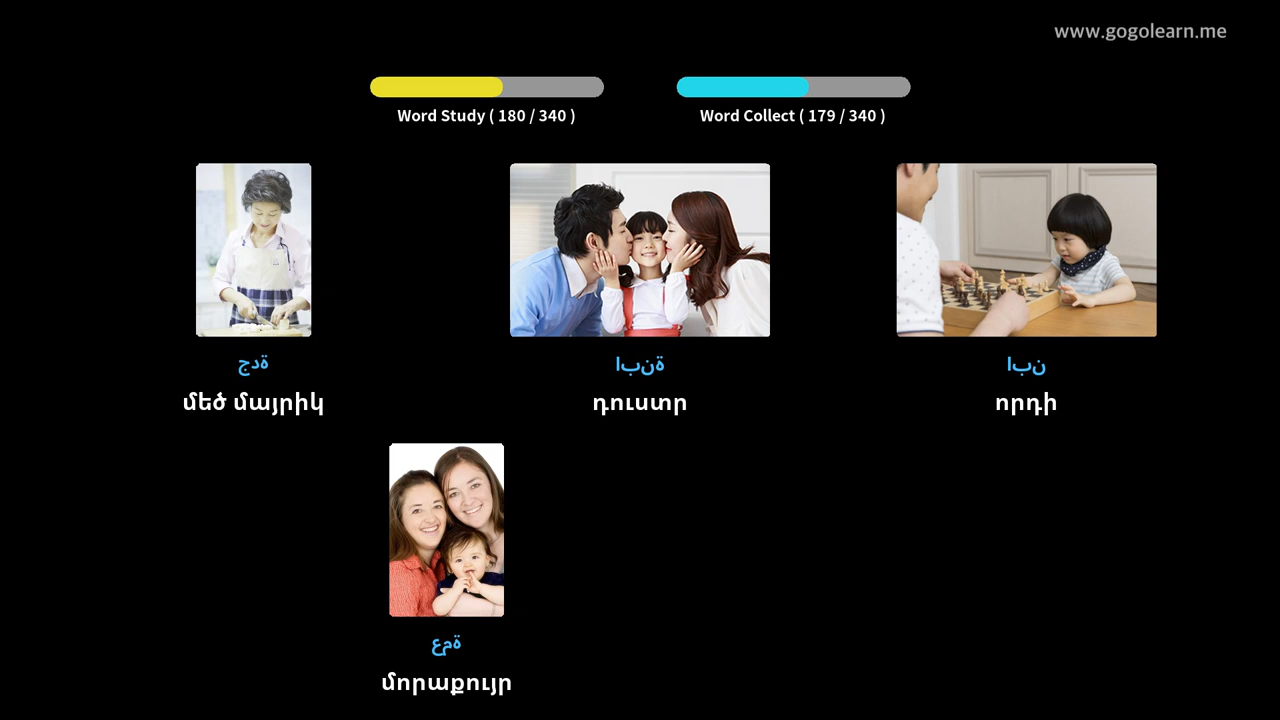 www.gogolearn.me
Word Study ( 180 / 340 )
Word Collect ( 179 / 340 )
جدة
մեծ մայրիկ
ابنة
դուստր
ابن
որդի
عمة
մորաքույր